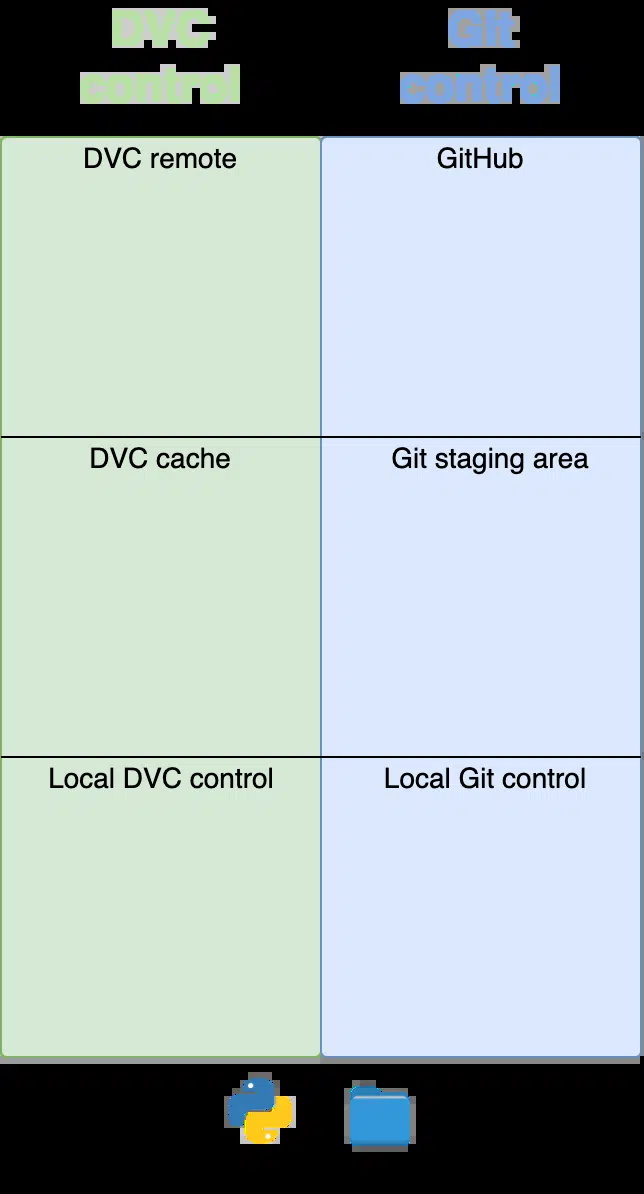 DVC
control
Git
control
DVC remote
GitHub
DVC cache
Git staging area
Local DVC control
Local Git control